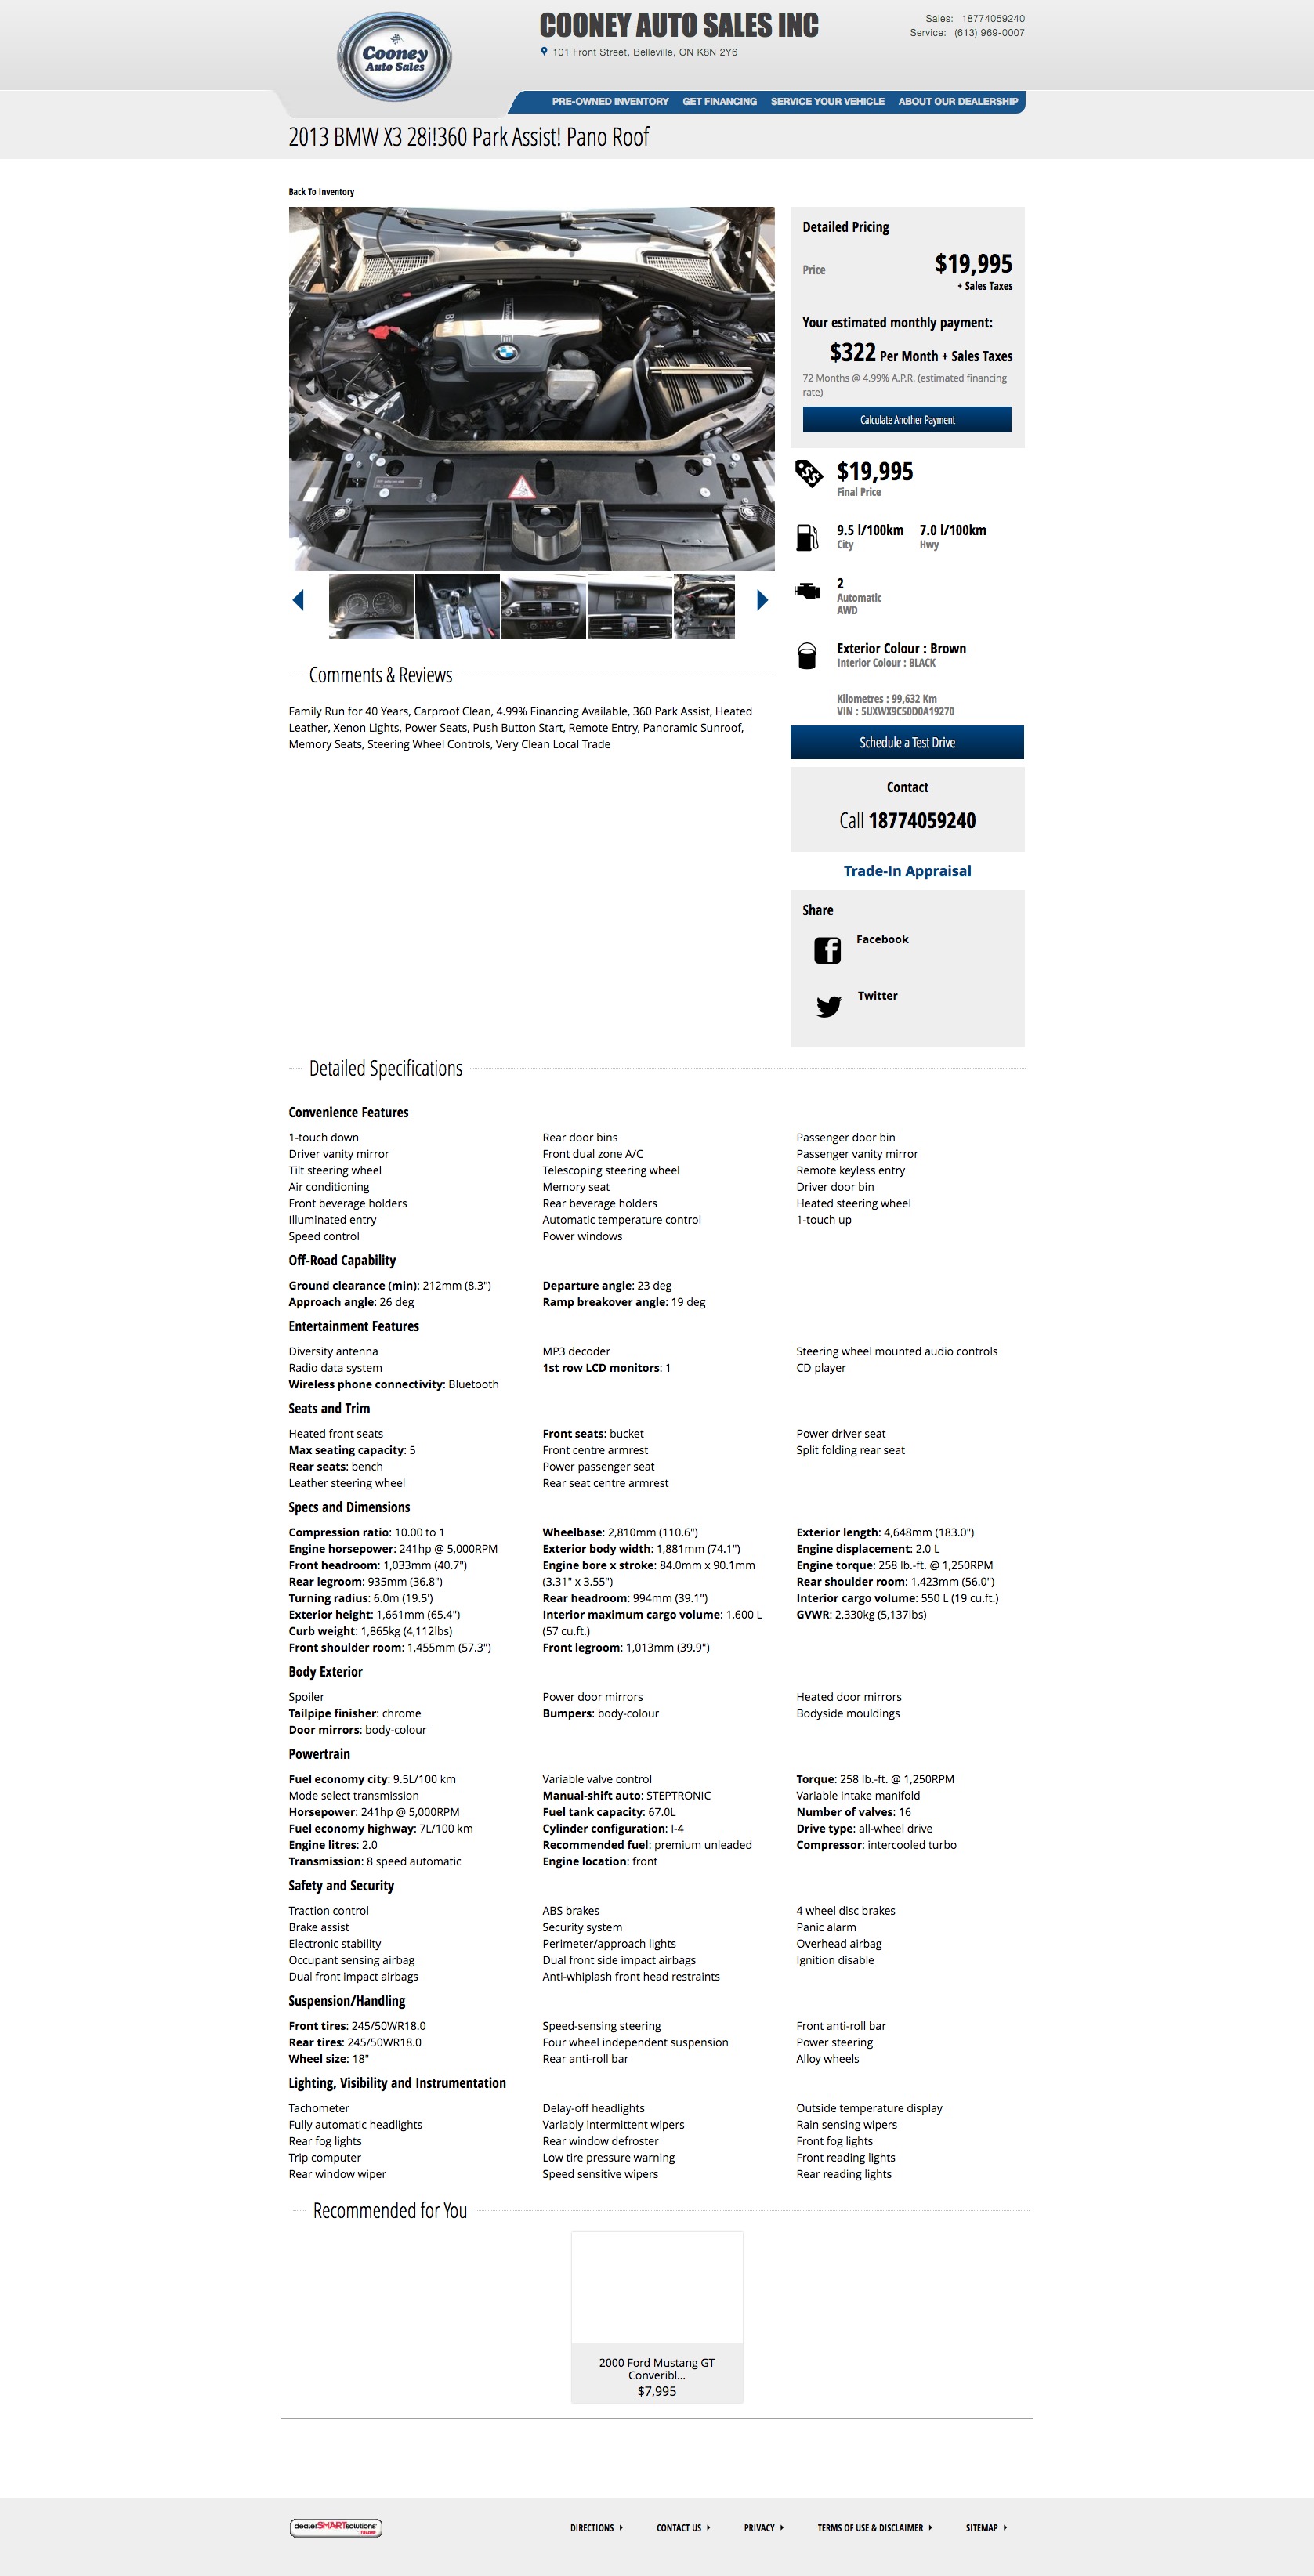 Cooney
Auto Sales
COONEY AUTO SALES INC
101 Front Street, Belleville, ON K8N 2Y6
Sales: 18774059240
Service: (613) 969-0007
PRE-OWNED INVENTORY GET FINANCING SERVICE YOUR VEHICLE ABOUT OUR DEALERSHIP
2013 BMW X3 28i!360 Park Assist! Pano Roof
Back To Inventory
Detailed Pricing
Price $19,995
+ Sales Taxes
Your estimated monthly payment:
$322 Per Month + Sales Taxes
72 Months @ 4.99% A.P.R. (estimated financing
rate)
Calculate Another Payment
$19,995
Final Price
9.5 l/100km 7.0 l/100km
City Hwy
2
Automatic
AWD
Exterior Colour : Brown
Interior Colour : BLACK
Kilometres : 99,632 Km
VIN : 5UXWX9C50D0A19270
Schedule a Test Drive
Contact
Call 18774059240
Trade-In Appraisal
Share
Facebook
Twitter
Comments & Reviews
Family Run for 40 Years, Carproof Clean, 4.99% Financing Available, 360 Park Assist, Heated
Leather, Xenon Lights, Power Seats, Push Button Start, Remote Entry, Panoramic Sunroof,
Memory Seats, Steering Wheel Controls, Very Clean Local Trade
Detailed Specifications
Convenience Features
1-touch down Rear door bins Passenger door bin
Driver vanity mirror Front dual zone A/C Passenger vanity mirror
Tilt steering wheel Telescoping steering wheel Remote keyless entry
Air conditioning Memory seat Driver door bin
Front beverage holders Rear beverage holders Heated steering wheel
Illuminated entry Automatic temperature control 1-touch up
Speed control Power windows
Off-Road Capability
Ground clearance (min): 212mm (8.3") Departure angle: 23 deg
Approach angle: 26 deg Ramp breakover angle: 19 deg
Entertainment Features
Diversity antenna MP3 decoder Steering wheel mounted audio controls
Radio data system 1st row LCD monitors: 1 CD player
Wireless phone connectivity: Bluetooth
Seats and Trim
Heated front seats Front seats: bucket Power driver seat
Max seating capacity: 5 Front centre armrest Split folding rear seat
Rear seats: bench Power passenger seat
Leather steering wheel Rear seat centre armrest
Specs and Dimensions
Compression ratio: 10.00 to 1 Wheelbase: 2,810mm (110.6") Exterior length: 4,648mm (183.0")
Engine horsepower: 241hp @ 5,000RPM Exterior body width: 1,881mm (74.1") Engine displacement: 2.0 L
Front headroom: 1,033mm (40.7") Engine bore x stroke: 84.0mm x 90.1mm Engine torque: 258 lb.-ft. @ 1,250RPM
Rear legroom: 935mm (36.8") (3.31" x 3.55") Rear shoulder room: 1,423mm (56.0")
Turning radius: 6.0m (19.5') Rear headroom: 994mm (39.1") Interior cargo volume: 550 L (19 cu.ft.)
Exterior height: 1,661mm (65.4") Interior maximum cargo volume: 1,600 L GVWR: 2,330kg (5,137lbs)
Curb weight: 1,865kg (4,112lbs) (57 cu.ft.)
Front shoulder room: 1,455mm (57.3") Front legroom: 1,013mm (39.9")
Body Exterior
Spoiler Power door mirrors Heated door mirrors
Tailpipe finisher: chrome Bumpers: body-colour Bodyside mouldings
Door mirrors: body-colour
Powertrain
Fuel economy city: 9.5L/100 km Variable valve control Torque: 258 lb.-ft. @ 1,250RPM
Mode select transmission Manual-shift auto: STEPTRONIC Variable intake manifold
Horsepower: 241hp @ 5,000RPM Fuel tank capacity: 67.0L Number of valves: 16
Fuel economy highway: 7L/100 km Cylinder configuration: I-4 Drive type: all-wheel drive
Engine litres: 2.0 Recommended fuel: premium unleaded Compressor: intercooled turbo
Transmission: 8 speed automatic Engine location: front
Safety and Security
Traction control ABS brakes 4 wheel disc brakes
Brake assist Security system Panic alarm
Electronic stability Perimeter/approach lights Overhead airbag
Occupant sensing airbag Dual front side impact airbags Ignition disable
Dual front impact airbags Anti-whiplash front head restraints
Suspension/Handling
Front tires: 245/50WR18.0 Speed-sensing steering Front anti-roll bar
Rear tires: 245/50WR18.0 Four wheel independent suspension Power steering
Wheel size: 18" Rear anti-roll bar Alloy wheels
Lighting, Visibility and Instrumentation
Tachometer Delay-off headlights Outside temperature display
Fully automatic headlights Variably intermittent wipers Rain sensing wipers
Rear fog lights Rear window defroster Front fog lights
Trip computer Low tire pressure warning Front reading lights
Rear window wiper Speed sensitive wipers Rear reading lights
Recommended for You
2000 Ford Mustang GT
Converibl...
$7,995
dealerSMARTsolutions
DIRECTIONS CONTACT US PRIVACY TERMS OF USE & DISCLAIMER SITEMAP